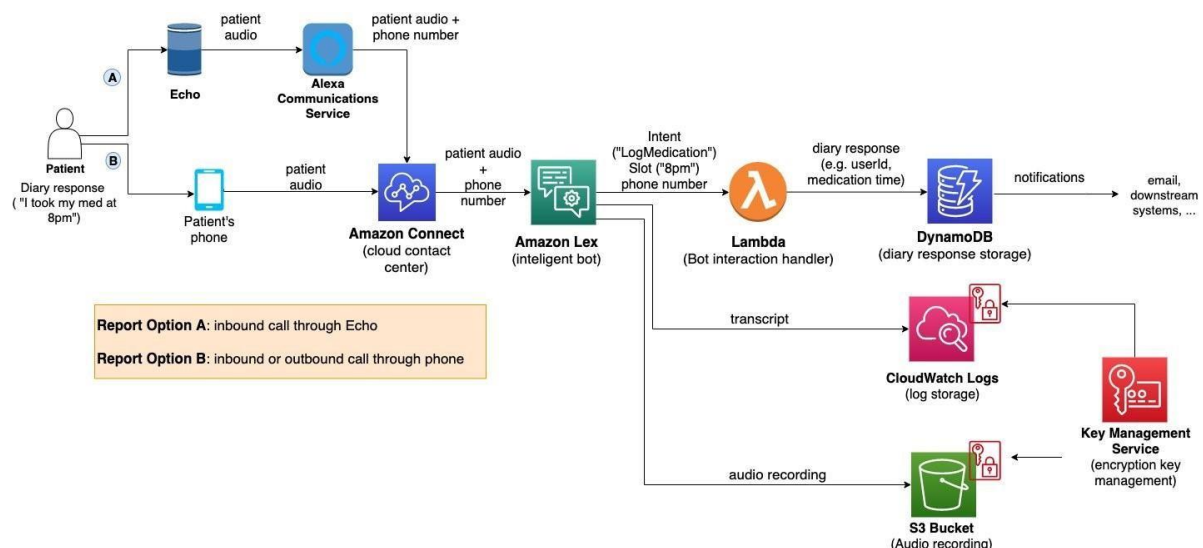 patient
audio
patient audio +
phone number
A
Echo
Alexa
Communications
Service
Patient
Diary response
( "I took my med at
8pm")
B
Patient's
phone
patient
audio
Amazon Connect
(cloud contact
center)
patient audio
+
phone
number
Amazon Lex
(inteligent bot)
Intent
("LogMedication")
Slot ("8pm")
phone number
Lambda
(Bot interaction handler)
diary response
(e.g. userId,
medication time)
DynamoDB
(diary response storage)
notifications
email,
downstream
systems, ...
Report Option A: inbound call through Echo
Report Option B: inbound or outbound call through phone
transcript
CloudWatch Logs
(log storage)
Key Management
Service
(encryption key
management)
audio recording
S3 Bucket
(Audio recording)